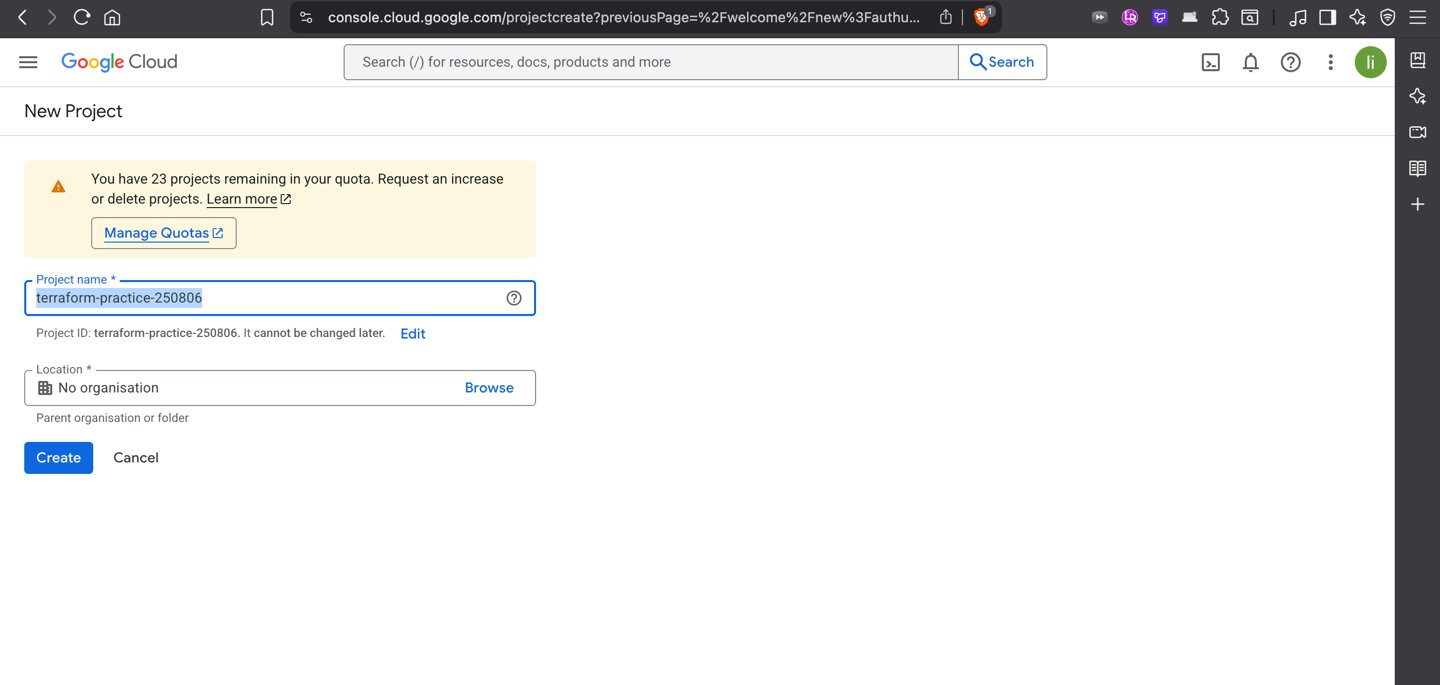 console.cloud.google.com/projectcreate?previousPage=%2Fwelcome%2Fnew%3Fauthu...
1
LR
Google Cloud
Search (/) for resources, docs, products and more
Search
li
New Project
You have 23 projects remaining in your quota. Request an increase
or delete projects. Learn more
Manage Quotas
Project name *
terraform-practice-250806
Project ID: terraform-practice-250806. It cannot be changed later. Edit
Location *
No organisation
Browse
Parent organisation or folder
Create
Cancel